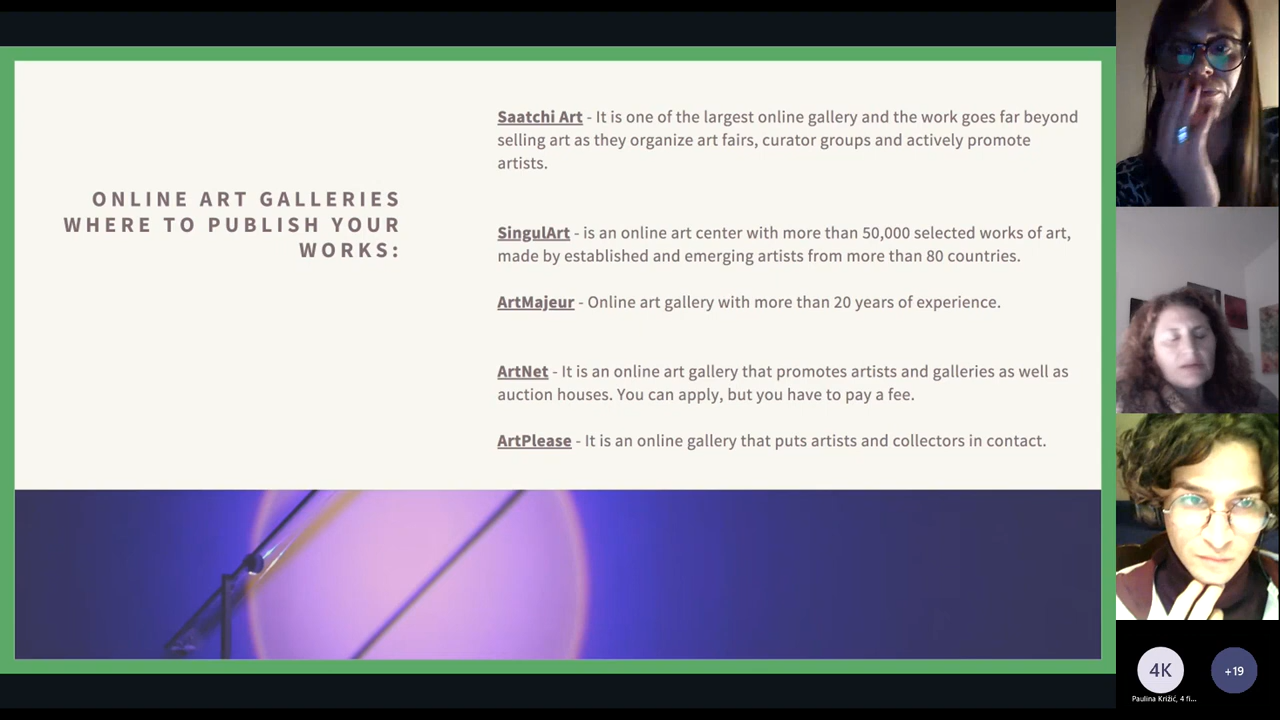 ONLINE ART GALLERIES
WHERE TO PUBLISH YOUR
WORKS:
Saatchi Art - It is one of the largest online gallery and the work goes far beyond
selling art as they organize art fairs, curator groups and actively promote
artists.
SingulArt - is an online art center with more than 50,000 selected works of art,
made by established and emerging artists from more than 80 countries.
ArtMajeur - Online art gallery with more than 20 years of experience.
ArtNet - It is an online art gallery that promotes artists and galleries as well as
auction houses. You can apply, but you have to pay a fee.
ArtPlease - It is an online gallery that puts artists and collectors in contact.
4K
+19
Paulina Križić, 4 fi...